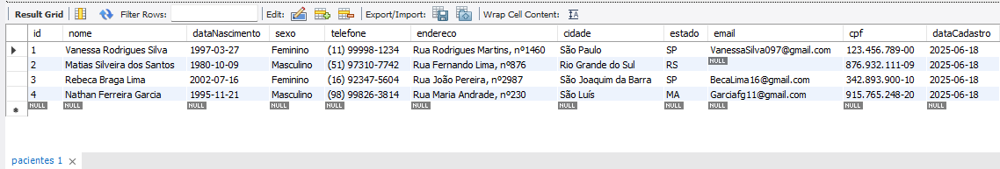 Result Grid Filter Rows: Edit: Export/Import: Wrap Cell Content: IA
id nome dataNascimento sexo telefone endereco cidade estado email cpf dataCadastro
1 Vanessa Rodrigues Silva 1997-03-27 Feminino (11) 99998-1234 Rua Rodrigues Martins, nº1460 São Paulo SP VanessaSilva097@gmail.com 123.456.789-00 2025-06-18
2 Matias Silveira dos Santos 1980-10-09 Masculino (51) 97310-7742 Rua Fernando Lima, nº876 Rio Grande do Sul RS NULL 876.932.111-09 2025-06-18
3 Rebeca Braga Lima 2002-07-16 Feminino (16) 92347-5604 Rua João Pereira, nº2987 São Joaquim da Barra SP BecaLima16@gmail.com 342.893.900-10 2025-06-18
4 Nathan Ferreira Garcia 1995-11-21 Masculino (98) 99826-3814 Rua Maria Andrade, nº230 São Luís MA Garciafg11@gmail.com 915.765.248-20 2025-06-18
NULL NULL NULL NULL NULL NULL NULL NULL NULL NULL NULL
pacientes 1